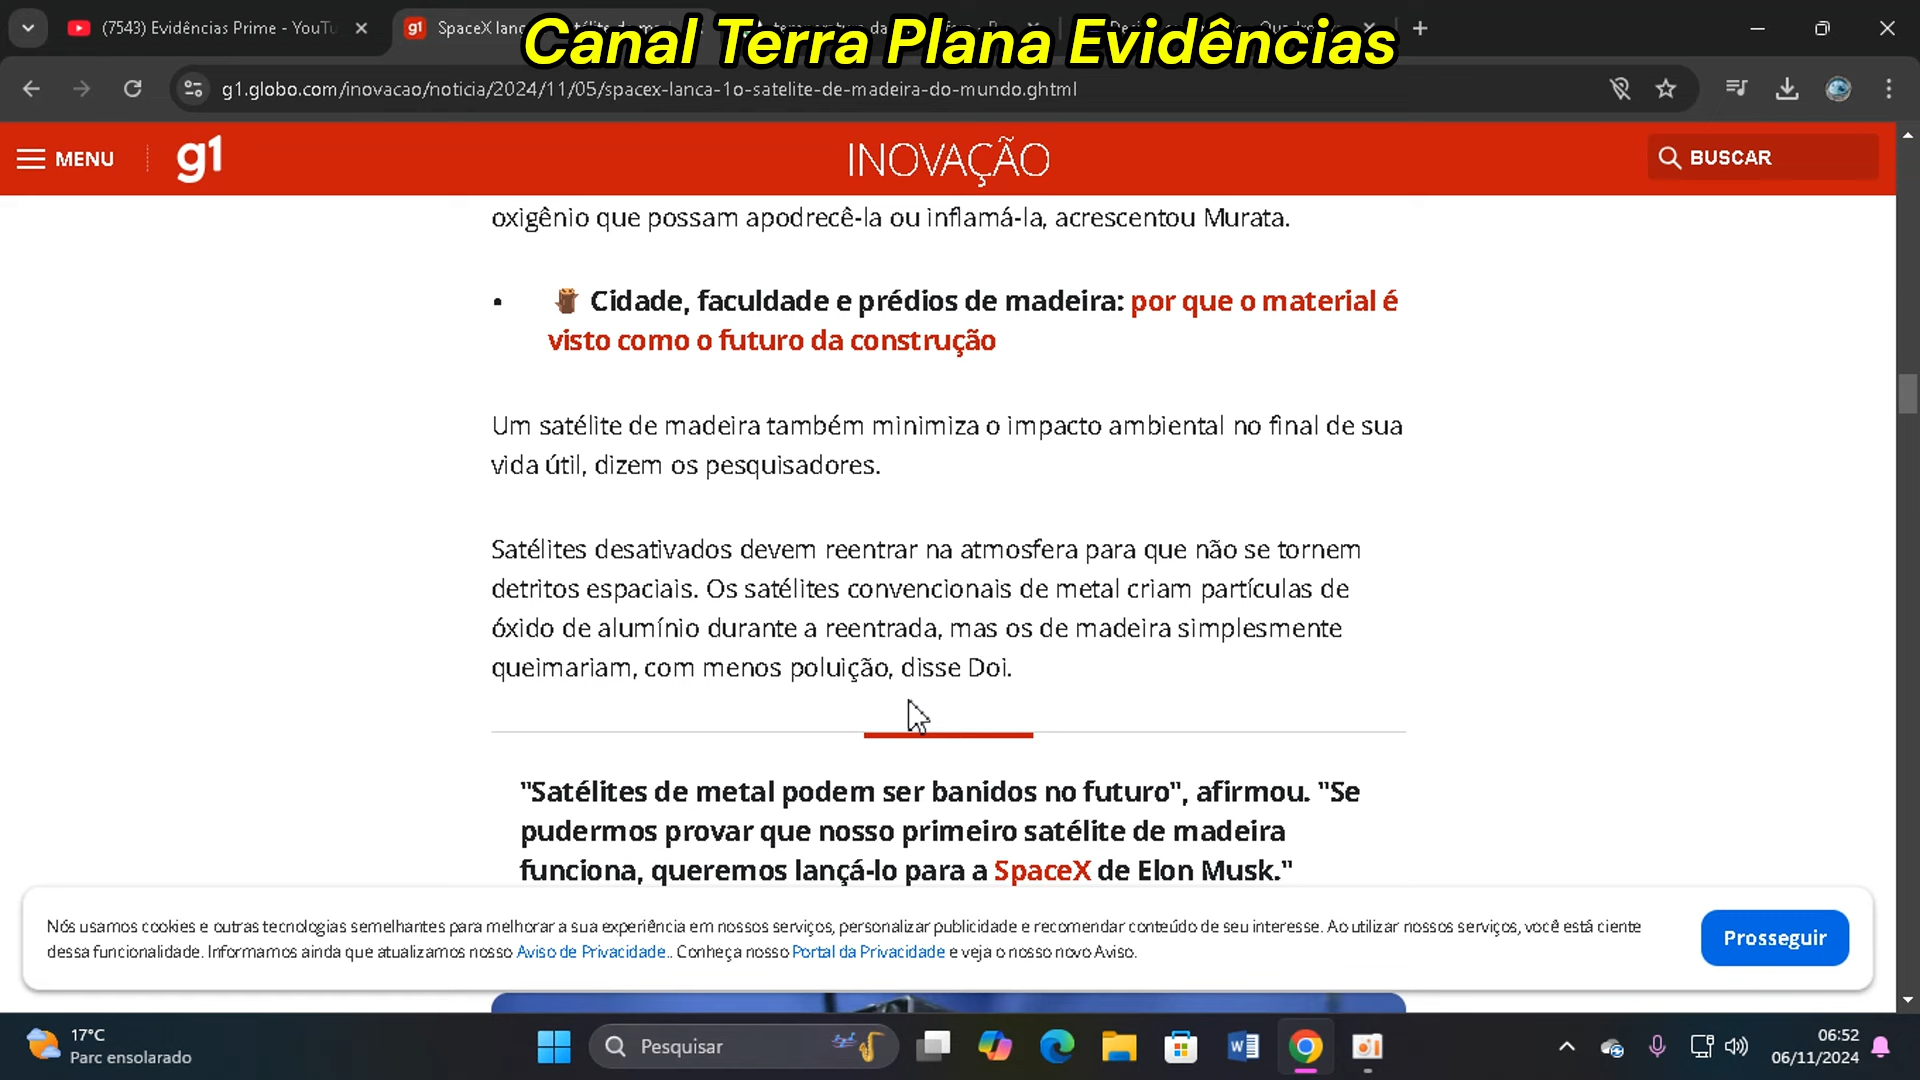 Canal Terra Plana Evidências
(7543) Evidências Prime - YouTu
SpaceX lan
g1.globo.com/inovacao/noticia/2024/11/05/spacex-lanca-1o-satelite-de-madeira-do-mundo.ghtml
MENU
g1
INOVAÇÃO
BUSCAR
oxigênio que possam apodrecê-la ou inflamá-la, acrescentou Murata.
• Cidade, faculdade e prédios de madeira: por que o material é
visto como o futuro da construção
Um satélite de madeira também minimiza o impacto ambiental no final de sua
vida útil, dizem os pesquisadores.
Satélites desativados devem reentrar na atmosfera para que não se tornem
detritos espaciais. Os satélites convencionais de metal criam partículas de
óxido de alumínio durante a reentrada, mas os de madeira simplesmente
queimariam, com menos poluição, disse Doi.
"Satélites de metal podem ser banidos no futuro", afirmou. "Se
pudermos provar que nosso primeiro satélite de madeira
funciona, queremos lançá-lo para a SpaceX de Elon Musk."
Nós usamos cookies e outras tecnologias semelhantes para melhorar a sua experiência em nossos serviços, personalizar publicidade e recomendar conteúdo de seu interesse. Ao utilizar nossos serviços, você está ciente
dessa funcionalidade. Informamos ainda que atualizamos nosso Aviso de Privacidade.. Conheça nosso Portal da Privacidade e veja o nosso novo Aviso.
Prosseguir
17°C
Parc ensolarado
Pesquisar
06:52
06/11/2024